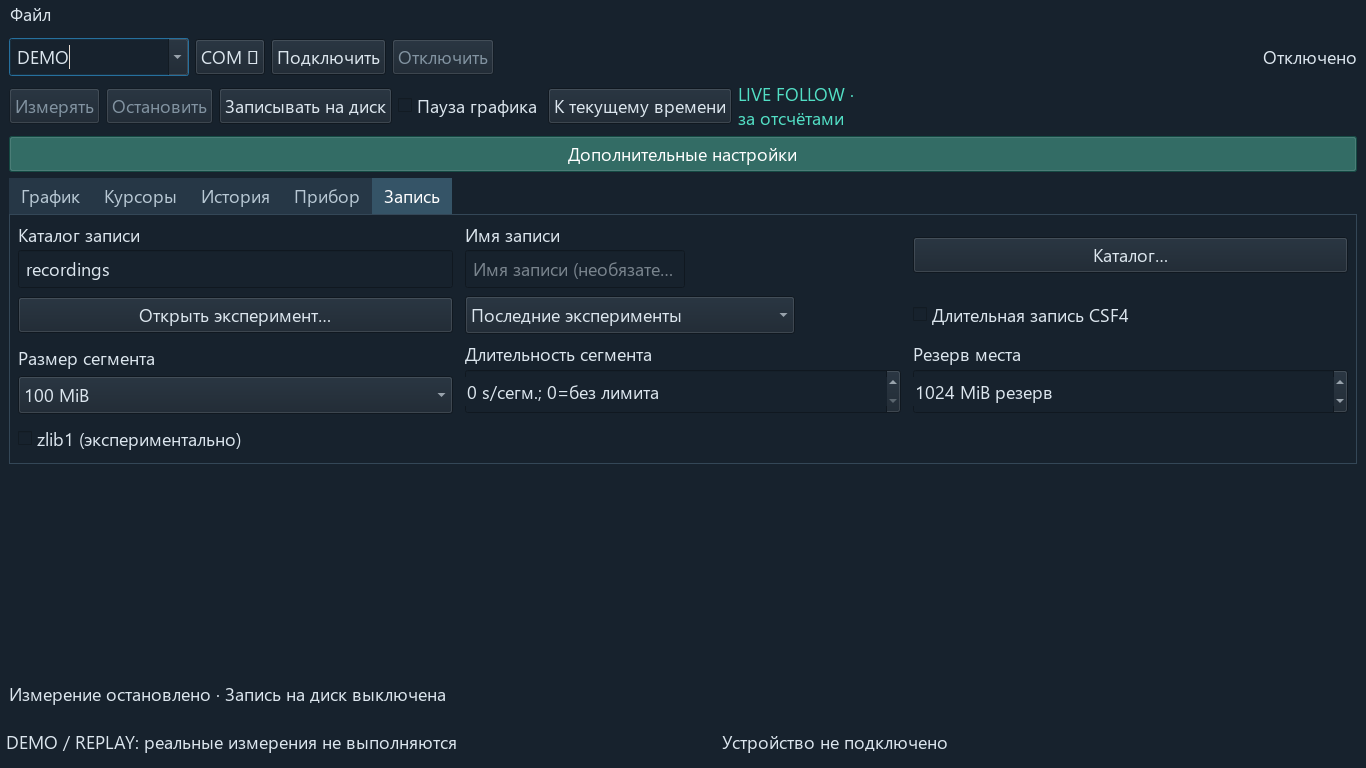 Файл
DEMO
COM
Подключить
Отключить
Отключено
Измерять
Остановить
Записывать на диск
Пауза графика
К текущему времени
LIVE FOLLOW ·
за отсчётами
Дополнительные настройки
График
Курсоры
История
Прибор
Запись
Каталог записи
Имя записи
recordings
Имя записи (необязате...
Каталог...
Открыть эксперимент...
Последние эксперименты
Длительная запись CSF4
Размер сегмента
Длительность сегмента
Резерв места
100 MiB
0 s/сегм.; 0=без лимита
1024 MiB резерв
zlib1 (экспериментально)
Измерение остановлено · Запись на диск выключена
DEMO / REPLAY: реальные измерения не выполняются
Устройство не подключено